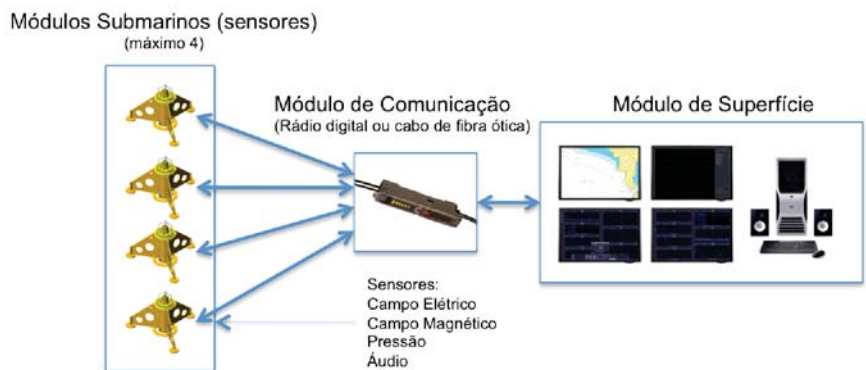 Módulos Submarinos (sensores)
(máximo 4)
Módulo de Comunicação
(Rádio digital ou cabo de fibra ótica)
Módulo de Superfície
Sensores:
Campo Elétrico
Campo Magnético
Pressão
Áudio